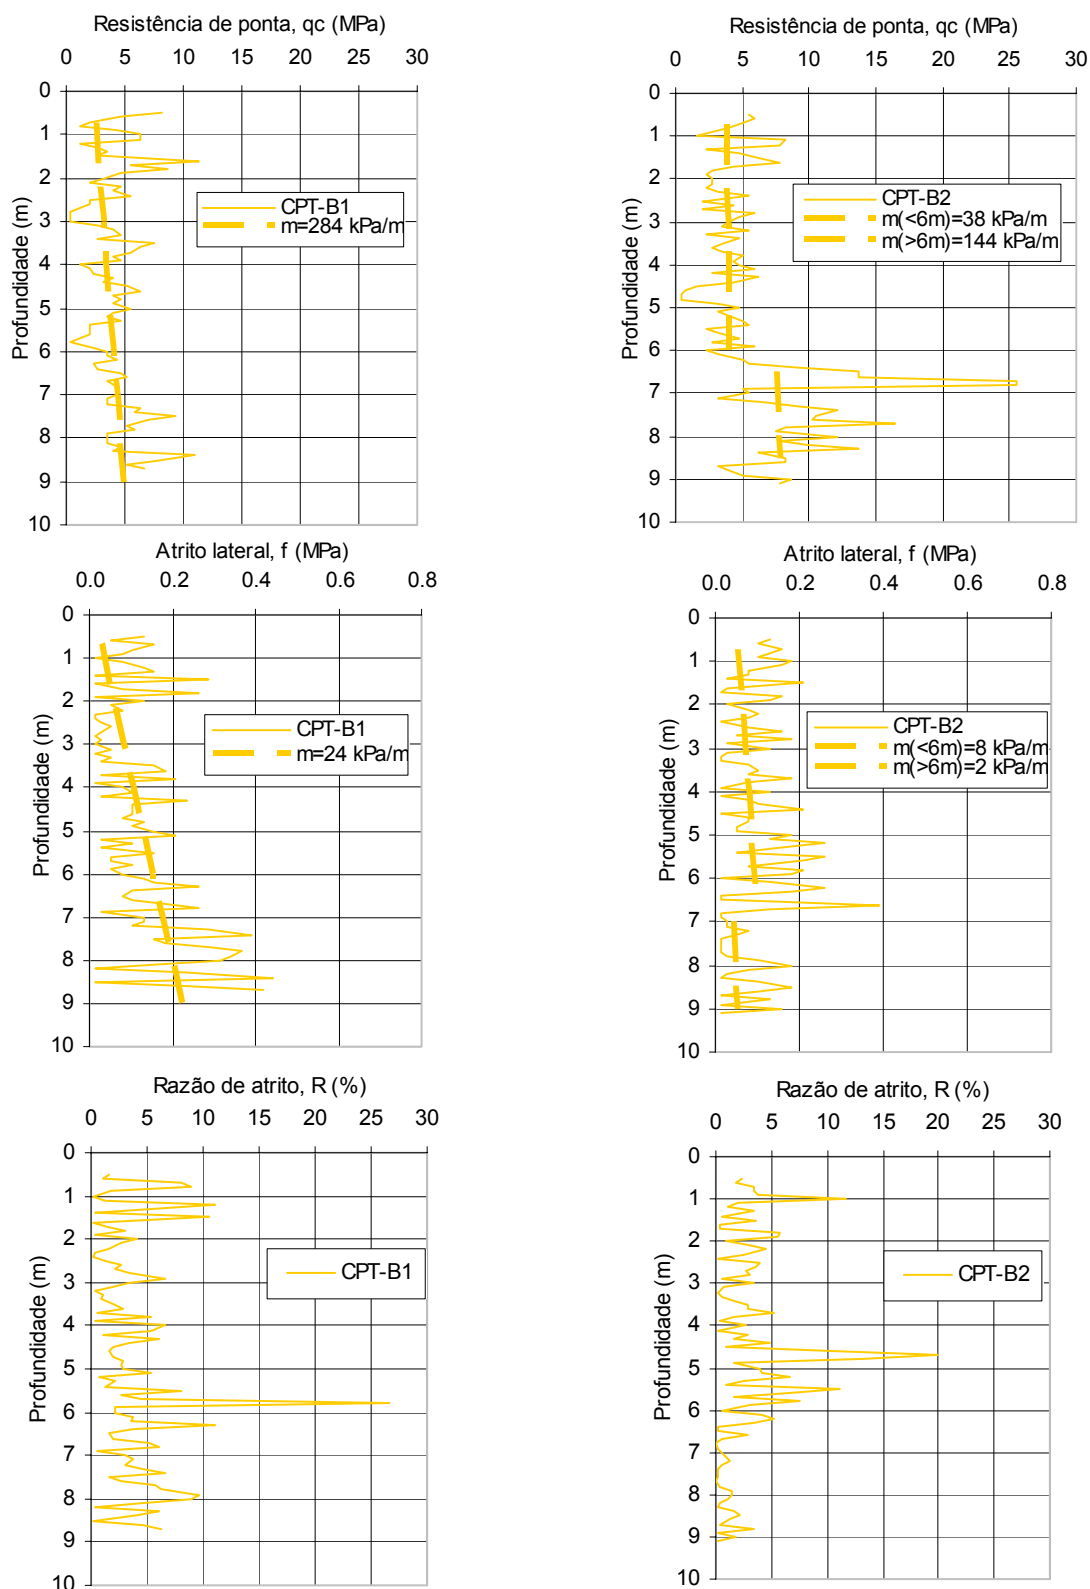 Resistência de ponta, qc (MPa)
0 5 10 15 20 25 30
0
1
2
3
4
5
6
7
8
9
10
Profundidade (m)
CPT-B1
m=284 kPa/m
Resistência de ponta, qc (MPa)
0 5 10 15 20 25 30
0
1
2
3
4
5
6
7
8
9
10
Profundidade (m)
CPT-B2
m(<6m)=38 kPa/m
m(>6m)=144 kPa/m
Atrito lateral, f (MPa)
0.0 0.2 0.4 0.6 0.8
0
1
2
3
4
5
6
7
8
9
10
Profundidade (m)
CPT-B1
m=24 kPa/m
Atrito lateral, f (MPa)
0.0 0.2 0.4 0.6 0.8
0
1
2
3
4
5
6
7
8
9
10
Profundidade (m)
CPT-B2
m(<6m)=8 kPa/m
m(>6m)=2 kPa/m
Razão de atrito, R (%)
0 5 10 15 20 25 30
0
1
2
3
4
5
6
7
8
9
10
Profundidade (m)
CPT-B1
Razão de atrito, R (%)
0 5 10 15 20 25 30
0
1
2
3
4
5
6
7
8
9
10
Profundidade (m)
CPT-B2